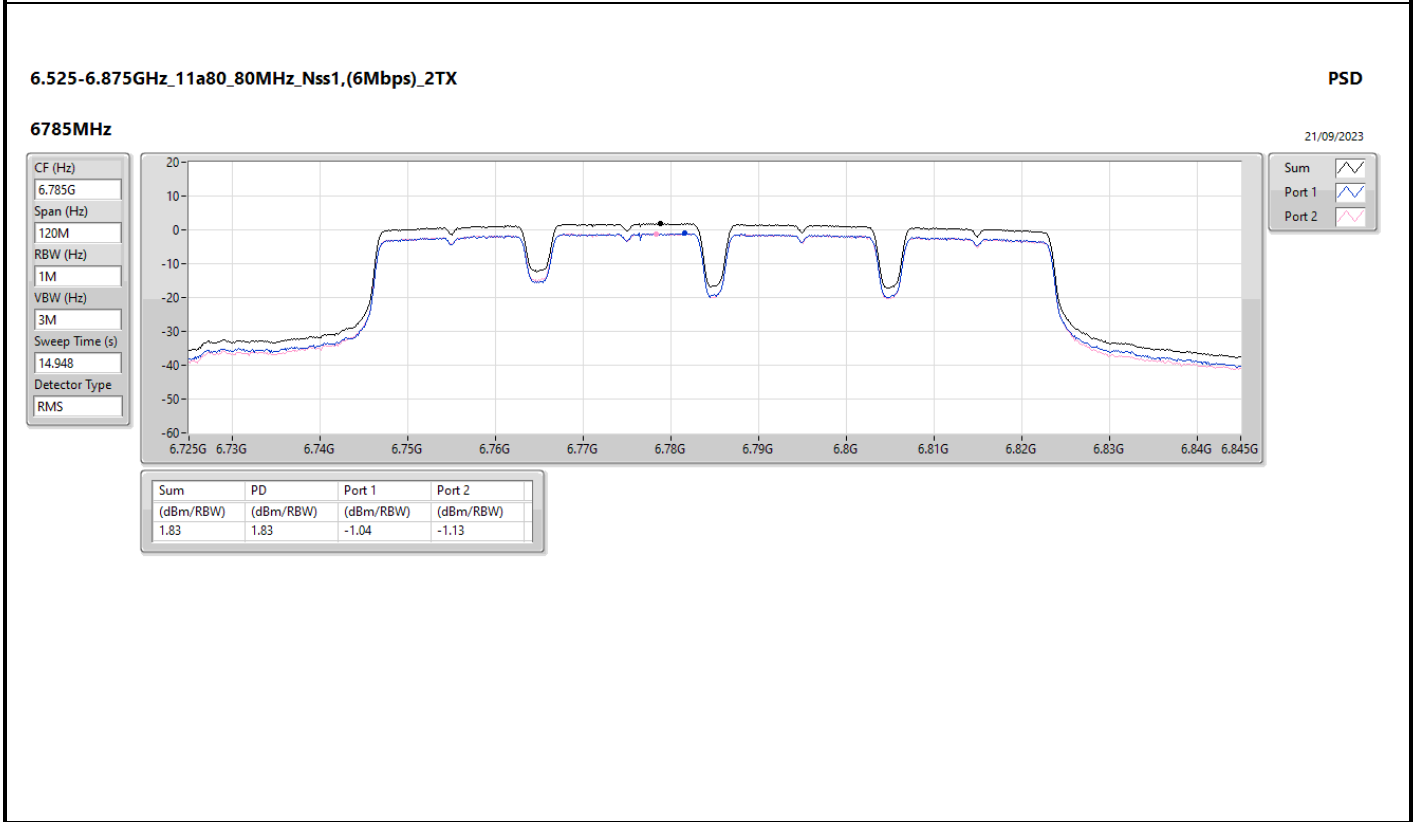 6.525-6.875GHz_11a80_80MHz_Nss1,(6Mbps)_2TX PSD
6785MHz
21/09/2023
CF (Hz)
6.785G
Span (Hz)
120M
RBW (Hz)
1M
VBW (Hz)
3M
Sweep Time (s)
14.948
Detector Type
RMS
20
10
0
-10
-20
-30
-40
-50
-60
6.725G 6.73G 6.74G 6.75G 6.76G 6.77G 6.78G 6.79G 6.8G 6.81G 6.82G 6.83G 6.84G 6.845G
Sum
Port 1
Port 2
Sum PD Port 1 Port 2
(dBm/RBW) (dBm/RBW) (dBm/RBW) (dBm/RBW)
1.83 1.83 -1.04 -1.13